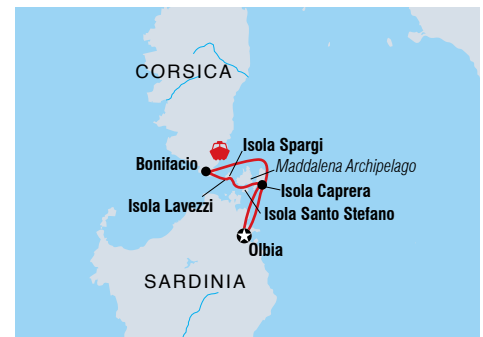 CORSICA
Isola Spargi
Bonifacio
Maddalena Archipelago
Isola Caprera
Isola Lavezzi
Isola Santo Stefano
Olbia
SARDINIA